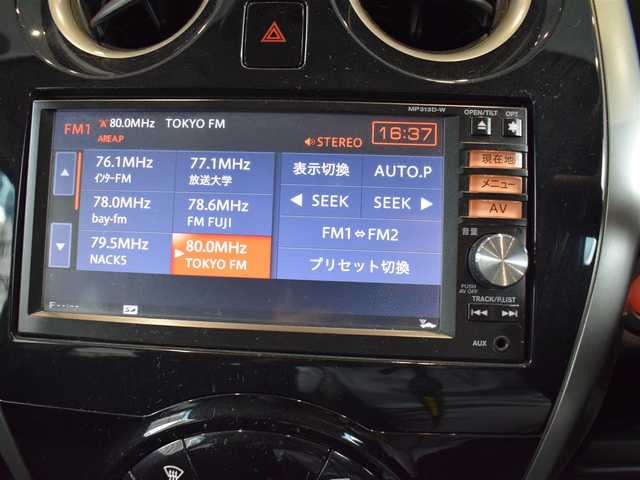 MP313D-W
OPEN/TILT OPT
FM1 80.0MHz TOKYO FM
AREA.P
STEREO 16:37
76.1MHz
インターFM
77.1MHz
放送大学
表示切換 AUTO.P
78.0MHz
bay-fm
78.6MHz
FM FUJI
◀ SEEK SEEK ▶
FM1⇔FM2
79.5MHz
NACK5
80.0MHz
TOKYO FM
プリセット切換
SD
現在地
メニュー
AV
音量
PUSH
AV OFF
TRACK/P.LIST
AUX